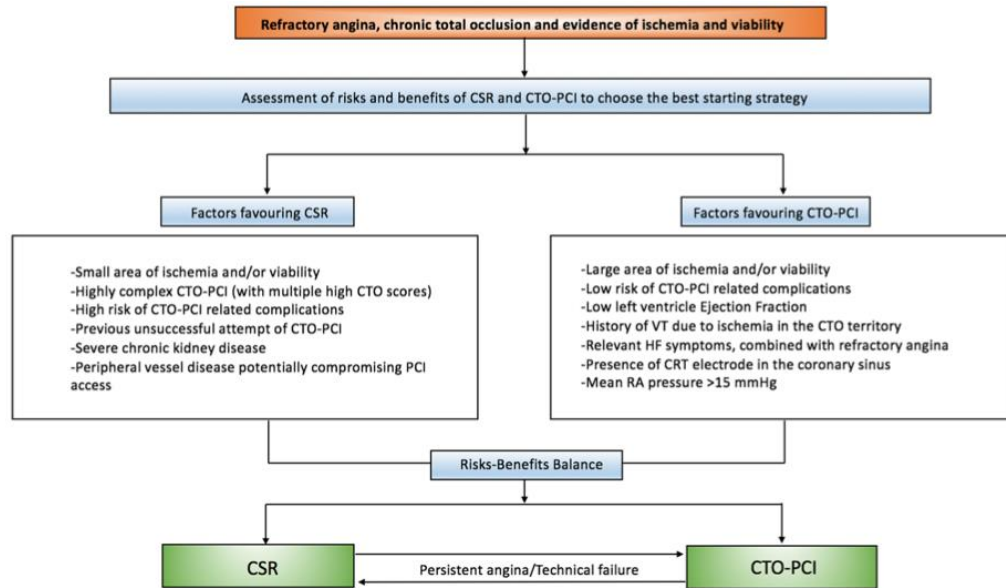 Refractory angina, chronic total occlusion and evidence of ischemia and viability
Assessment of risks and benefits of CSR and CTO-PCI to choose the best starting strategy
Factors favouring CSR
-Small area of ischemia and/or viability
-Highly complex CTO-PCI (with multiple high CTO scores)
-High risk of CTO-PCI related complications
-Previous unsuccessful attempt of CTO-PCI
-Severe chronic kidney disease
-Peripheral vessel disease potentially compromising PCI
access
Factors favouring CTO-PCI
-Large area of ischemia and/or viability
-Low risk of CTO-PCI related complications
-Low left ventricle Ejection Fraction
-History of VT due to ischemia in the CTO territory
-Relevant HF symptoms, combined with refractory angina
-Presence of CRT electrode in the coronary sinus
-Mean RA pressure >15 mmHg
Risks-Benefits Balance
CSR
Persistent angina/Technical failure
CTO-PCI